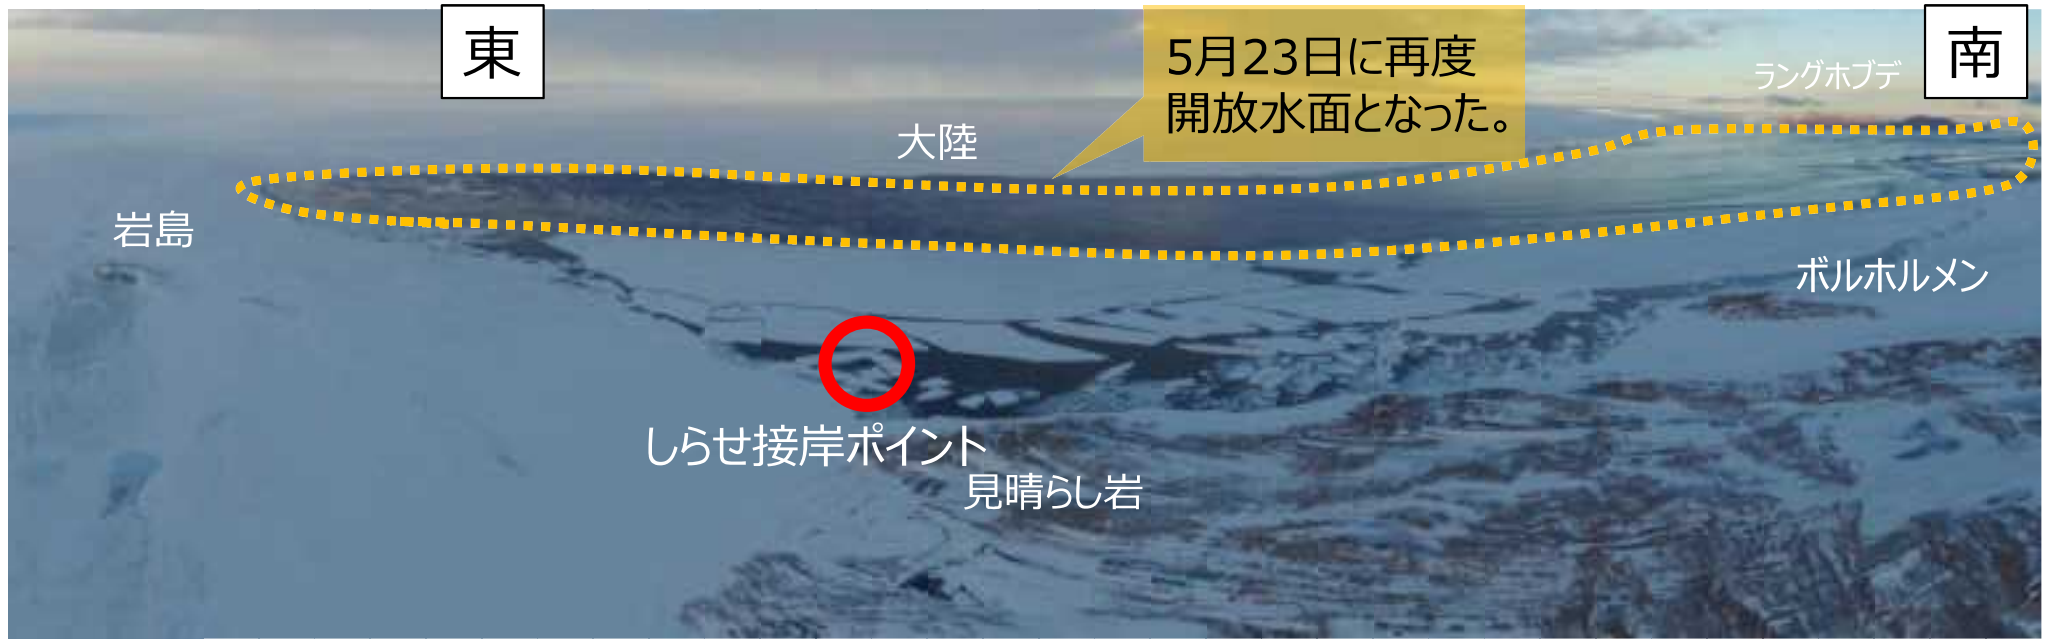 東
5月23日に再度
開放水面となった。
南
ラングホブデ
大陸
岩島
ボルホルメン
しらせ接岸ポイント
見晴らし岩